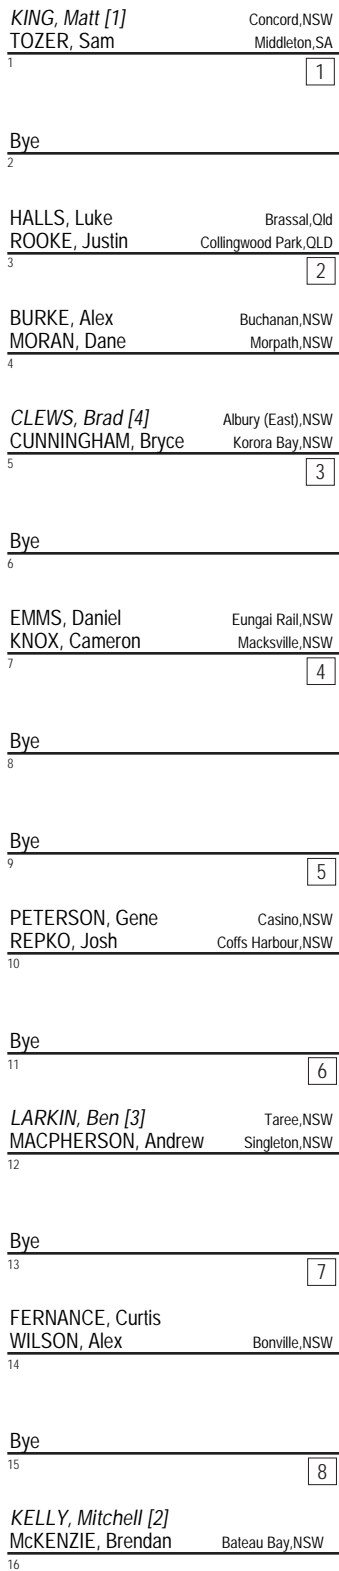 KING, Matt [1] Concord,NSW
TOZER, Sam Middleton,SA
1
1
Bye
2
HALLS, Luke Brassal,Qld
ROOKE, Justin Collingwood Park,QLD
3
2
BURKE, Alex Buchanan,NSW
MORAN, Dane Morpath,NSW
4
CLEWS, Brad [4] Albury (East),NSW
CUNNINGHAM, Bryce Korora Bay,NSW
5
3
Bye
6
EMMS, Daniel Eungai Rail,NSW
KNOX, Cameron Macksville,NSW
7
4
Bye
8
Bye
9
5
PETERSON, Gene Casino,NSW
REPKO, Josh Coffs Harbour,NSW
10
Bye
11
6
LARKIN, Ben [3] Taree,NSW
MACPHERSON, Andrew Singleton,NSW
12
Bye
13
7
FERNANCE, Curtis
WILSON, Alex Bonville,NSW
14
Bye
15
8
KELLY, Mitchell [2]
McKENZIE, Brendan Bateau Bay,NSW
16